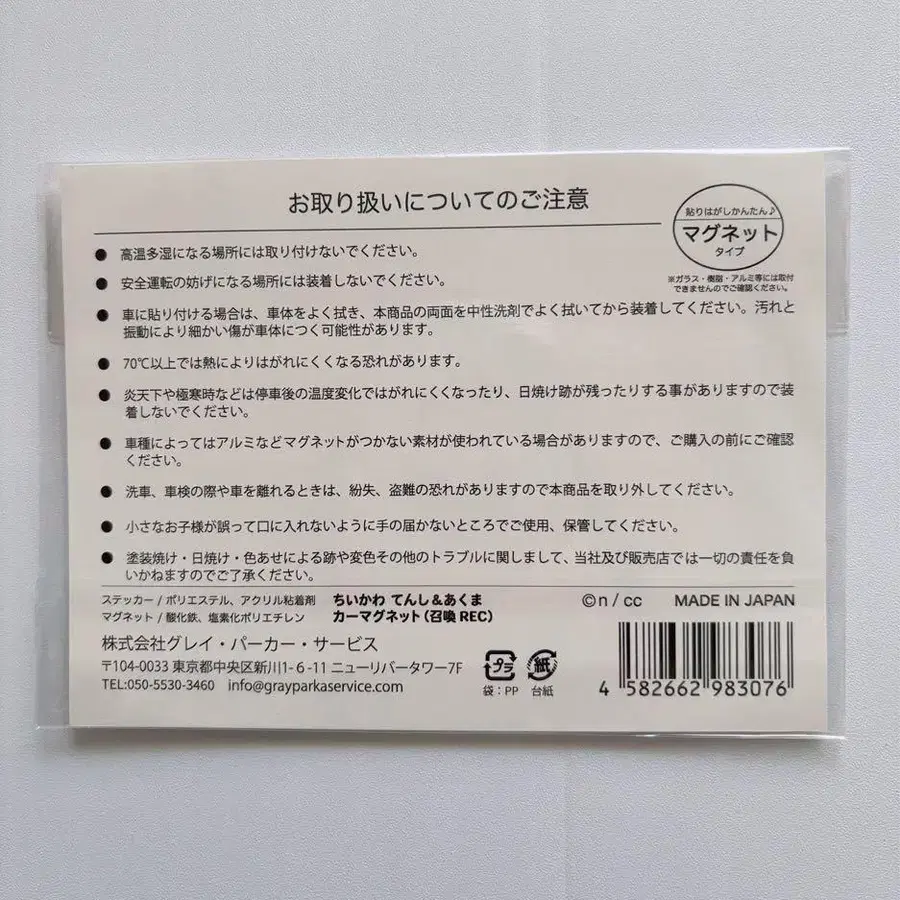 お取り扱いについてのご注意
貼りはがしかんたん♪
マグネット
タイプ
※ガラス・樹脂・アルミ等には取付
できませんのでご確認ください。
● 高温多湿になる場所には取り付けないでください。
● 安全運転の妨げになる場所には装着しないでください。
● 車に貼り付ける場合は、車体をよく拭き、本商品の両面を中性洗剤でよく拭いてから装着してください。汚れと
振動により細かい傷が車体につく可能性があります。
● 70℃以上では熱によりはがれにくくなる恐れがあります。
● 炎天下や極寒時などは停車後の温度変化ではがれにくくなったり、日焼け跡が残ったりする事がありますので装
着しないでください。
● 車種によってはアルミなどマグネットがつかない素材が使われている場合がありますので、ご購入の前にご確認
ください。
● 洗車、車検の際や車を離れるときは、紛失、盗難の恐れがありますので本商品を取り外してください。
● 小さなお子様が誤って口に入れないように手の届かないところでご使用、保管してください。
● 塗装焼け・日焼け・色あせによる跡や変色その他のトラブルに関しまして、当社及び販売店では一切の責任を負
いかねますのでご了承ください。
ステッカー / ポリエステル、アクリル粘着剤
マグネット / 酸化鉄、塩素化ポリエチレン
ちいかわ てんし＆あくま
カーマグネット（召喚 REC）
©n / cc MADE IN JAPAN
株式会社グレイ・パーカー・サービス
〒104-0033 東京都中央区新川1-6-11 ニューリバータワー7F
TEL:050-5530-3460 info@grayparkaservice.com
プラ
袋：PP
紙
台紙
4 582662 983076